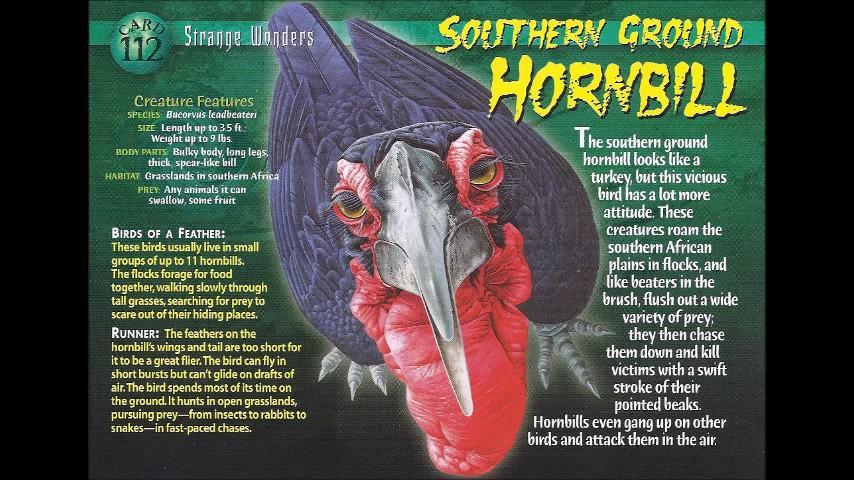 CARD
112
Strange Wonders
SOUTHERN GROUND
HORNBILL
Creature Features
SPECIES: Bucorvus leadbeateri
SIZE: Length up to 3.5 ft.;
Weight up to 9 lbs.
BODY PARTS: Bulky body, long legs,
thick, spear-like bill
HABITAT: Grasslands in southern Africa
PREY: Any animals it can
swallow, some fruit
BIRDS OF A FEATHER:
These birds usually live in small
groups of up to 11 hornbills.
The flocks forage for food
together, walking slowly through
tall grasses, searching for prey to
scare out of their hiding places.
RUNNER: The feathers on the
hornbill's wings and tail are too short for
it to be a great flier. The bird can fly in
short bursts but can't glide on drafts of
air. The bird spends most of its time on
the ground. It hunts in open grasslands,
pursuing prey—from insects to rabbits to
snakes—in fast-paced chases.
The southern ground
hornbill looks like a
turkey, but this vicious
bird has a lot more
attitude. These
creatures roam the
southern African
plains in flocks, and
like beaters in the
brush, flush out a wide
variety of prey;
they then chase
them down and kill
victims with a swift
stroke of their
pointed beaks.
Hornbills even gang up on other
birds and attack them in the air.